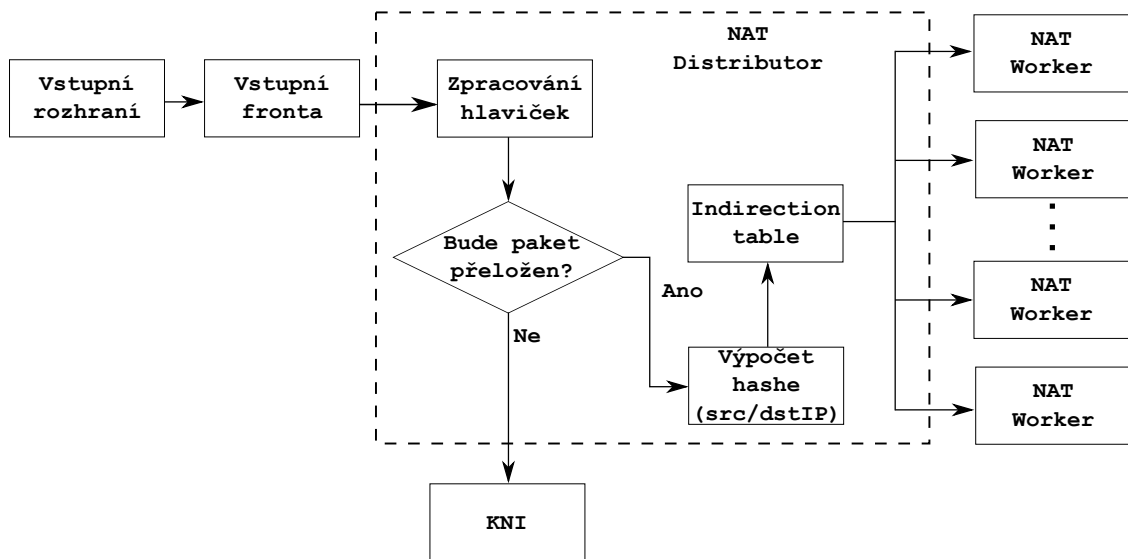 Vstupní
rozhraní
Vstupní
fronta
NAT
Distributor
Zpracování
hlaviček
Bude paket
přeložen?
Ano
Ne
Výpočet
hashe
(src/dstIP)
Indirection
table
NAT
Worker
NAT
Worker
NAT
Worker
NAT
Worker
KNI